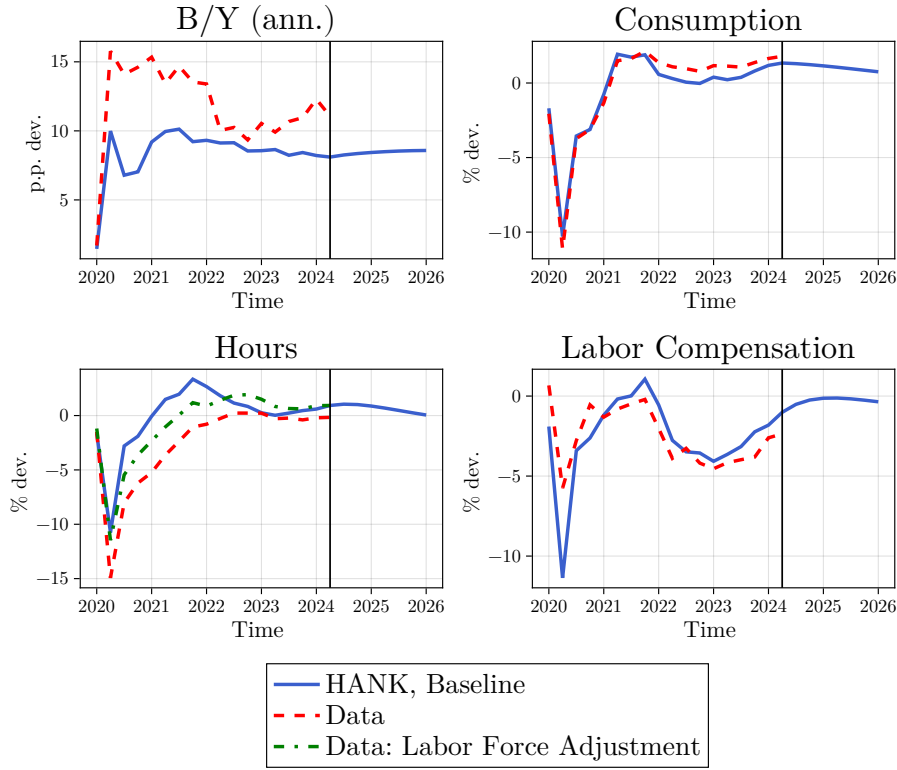 B/Y (ann.)
p.p. dev.
15
10
5
2020 2021 2022 2023 2024 2025 2026
Time
Consumption
% dev.
0
−5
−10
2020 2021 2022 2023 2024 2025 2026
Time
Hours
% dev.
0
−5
−10
−15
2020 2021 2022 2023 2024 2025 2026
Time
Labor Compensation
% dev.
0
−5
−10
2020 2021 2022 2023 2024 2025 2026
Time
HANK, Baseline
Data
Data: Labor Force Adjustment